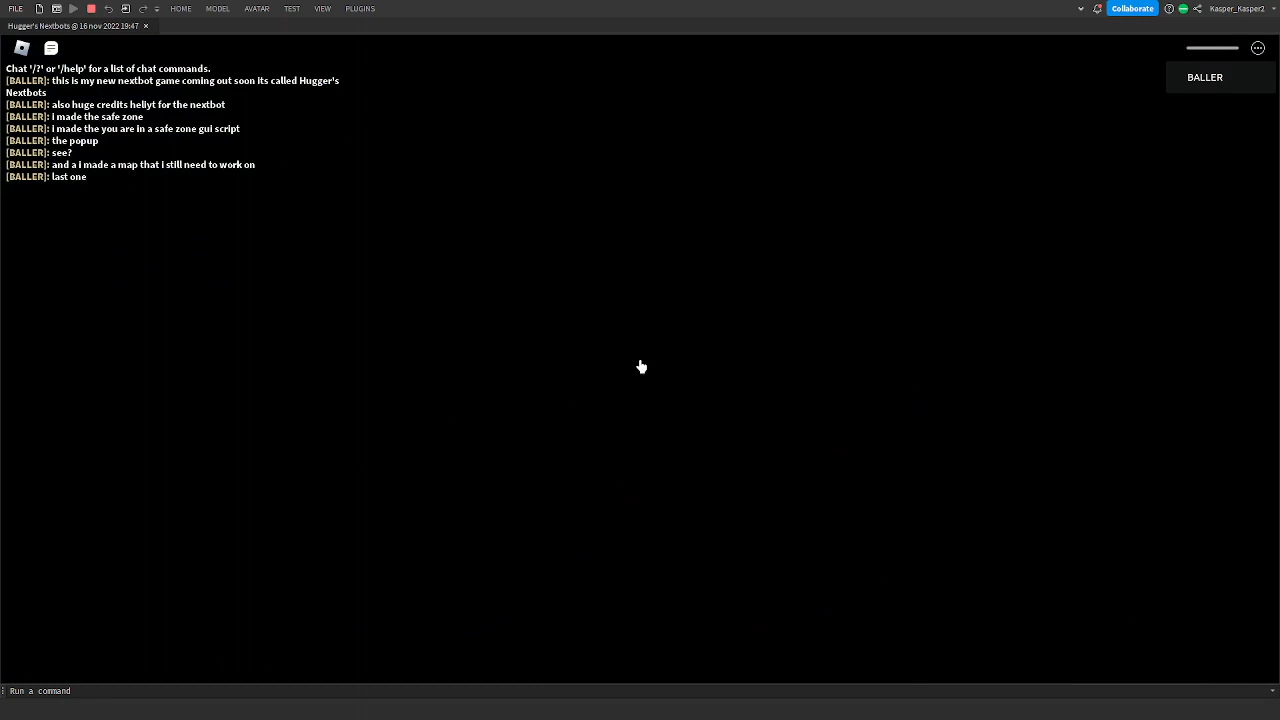 FILE HOME MODEL AVATAR TEST VIEW PLUGINS Collaborate Kasper_Kasper2
Hugger's Nextbots @ 16 nov 2022 19:47 ×
Chat '/?' or '/help' for a list of chat commands.
[BALLER]: this is my new nextbot game coming out soon its called Hugger's
Nextbots
[BALLER]: also huge credits heliyt for the nextbot
[BALLER]: i made the safe zone
[BALLER]: i made the you are in a safe zone gui script
[BALLER]: the popup
[BALLER]: see?
[BALLER]: and a i made a map that i still need to work on
[BALLER]: last one
BALLER
Run a command